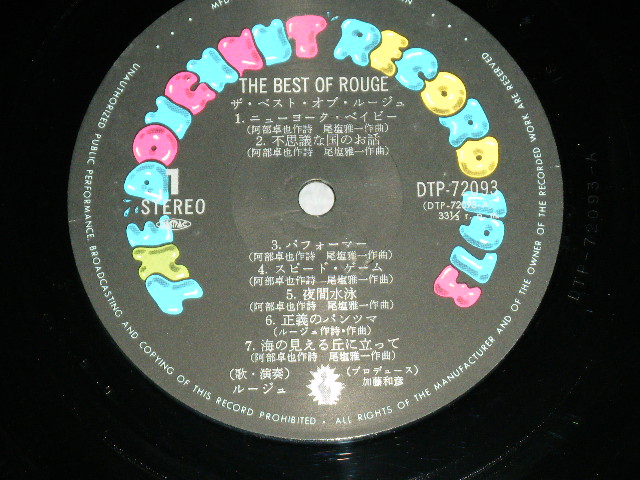 THE DOUGHNUT RECORD DATE
THE BEST OF ROUGE
ザ・ベスト・オブ・ルージュ
1. ニューヨーク・ベイビー
(阿部卓也作詩 尾塩雅一作曲)
2. 不思議な国のお話
(阿部卓也作詩 尾塩雅一作曲)
1
STEREO
DTP-72093
33⅓ r.
3. パフォーマー
(阿部卓也作詩 尾塩雅一作曲)
4. スピード・ゲーム
(阿部卓也作詩 尾塩雅一作曲)
5. 夜間水泳
(阿部卓也作詩 尾塩雅一作曲)
6. 正義のパンツマ
(ルージュ作詩・作曲)
7. 海の見える丘に立って
(阿部卓也作詩 尾塩雅一作曲)
(歌・演奏)
ルージュ
(プロデュース)
加藤和彦
UNAUTHORIZED PUBLIC PERFORMANCE, BROADCASTING AND COPYING OF THIS RECORD PROHIBITED. ALL RIGHTS OF THE MANUFACTURER AND OF THE OWNER OF THE RECORDED WORK ARE RESERVED
DTP-72093-A